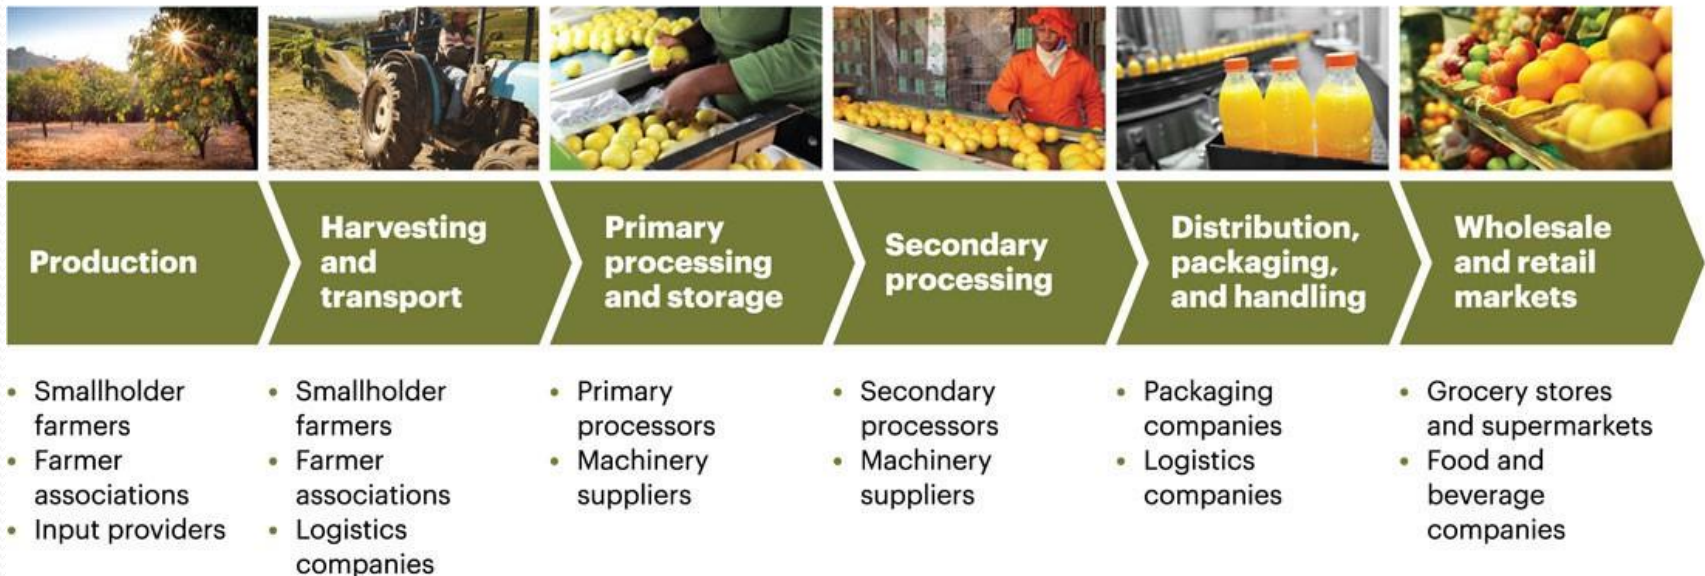 Production
Harvesting
and
transport
Primary
processing
and storage
Secondary
processing
Distribution,
packaging,
and handling
Wholesale
and retail
markets
• Smallholder
farmers
• Farmer
associations
• Input providers
• Smallholder
farmers
• Farmer
associations
• Logistics
companies
• Primary
processors
• Machinery
suppliers
• Secondary
processors
• Machinery
suppliers
• Packaging
companies
• Logistics
companies
• Grocery stores
and supermarkets
• Food and
beverage
companies